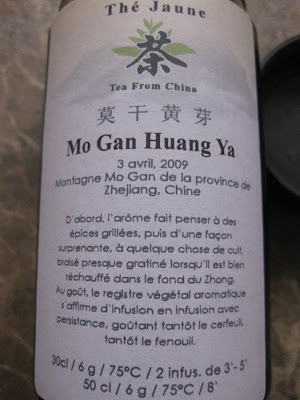 Thé Jaune
茶
Tea From China
莫干黄芽
Mo Gan Huang Ya
3 avril, 2009
Montagne Mo Gan de la province de
Zhejiang, Chine
D'abord, l'arôme fait penser à des
épices grillées, puis d'une façon
surprenante, à quelque chose de cuit,
braisé presque gratiné lorsqu'il est bien
réchauffé dans le fond du Zhong.
Au goût, le registre végétal aromatique
s'affirme d'infusion en infusion avec
persistance, goûtant tantôt le cerfeuil,
tantôt le fenouil.
30cl / 6 g / 75°C / 2 infus. de 3'- 5'
50 cl / 6 g / 75°C / 8'